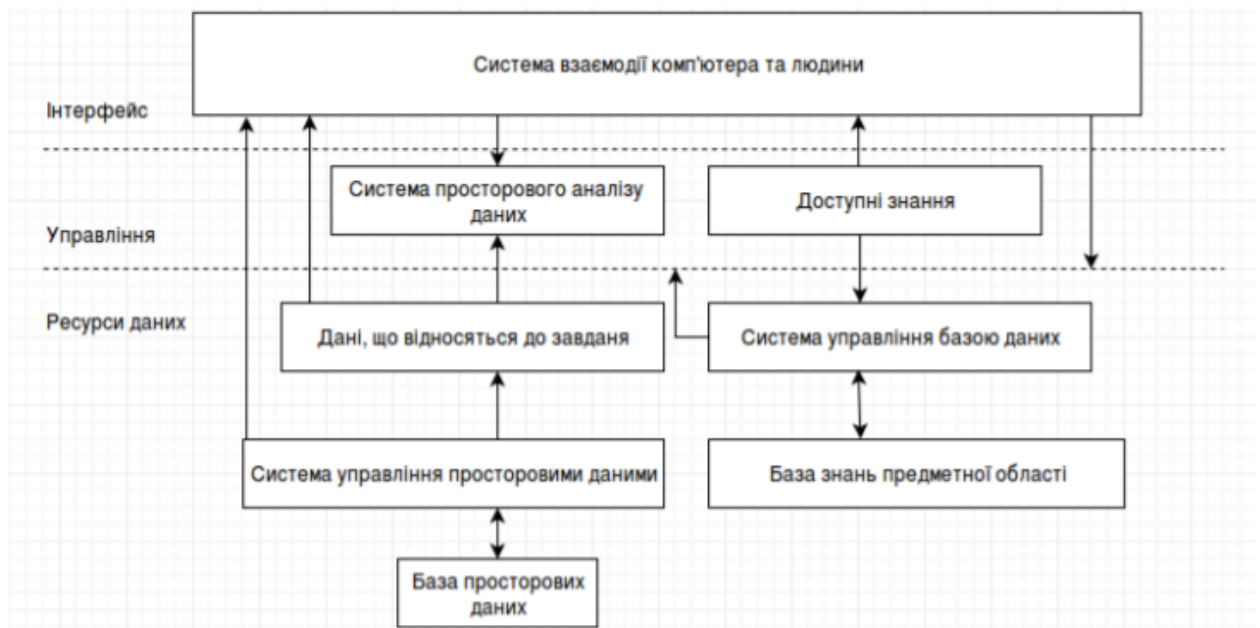 Система взаємодії комп'ютера та людини
Інтерфейс
Система просторового аналізу
даних
Доступні знання
Управління
Ресурси даних
Дані, що відносяться до завданя
Система управління базою даних
Система управління просторовими даними
База знань предметної області
База просторових
даних